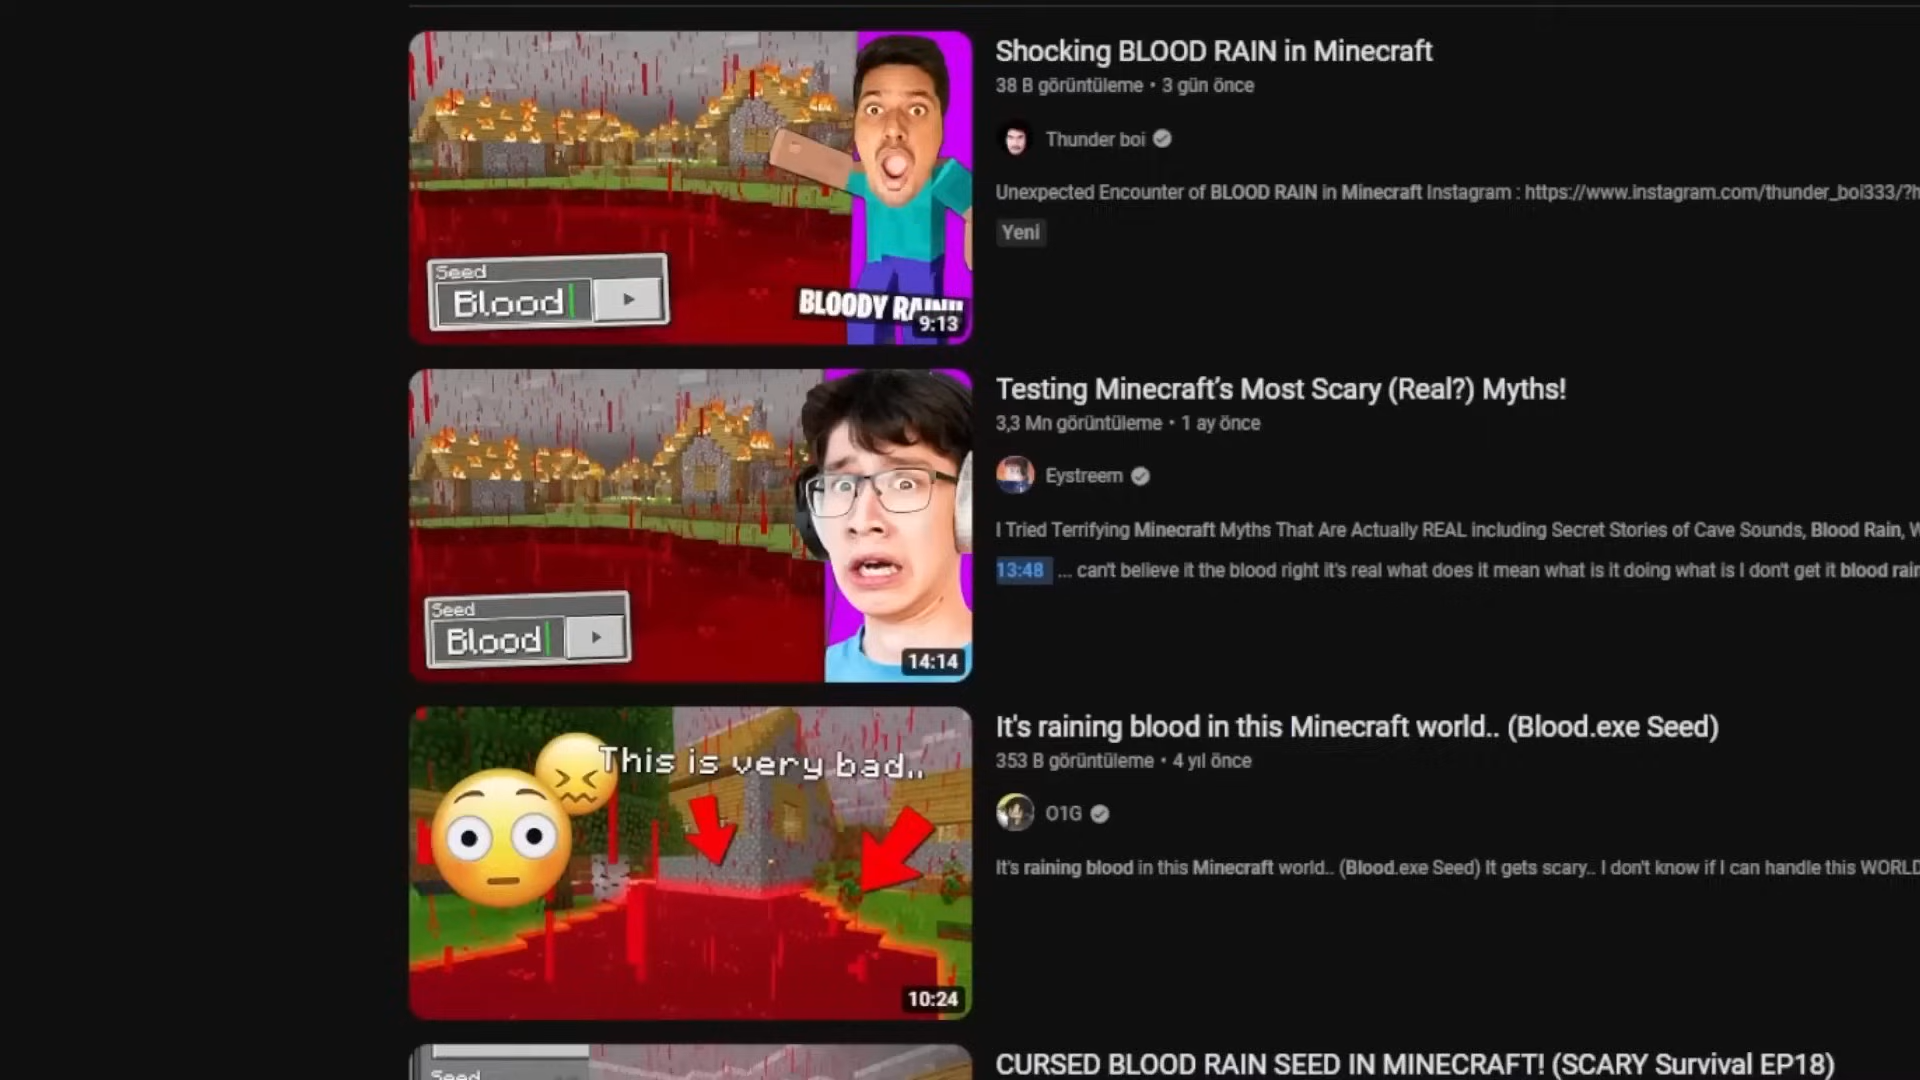 Shocking BLOOD RAIN in Minecraft
38 B görüntüleme • 3 gün önce
Thunder boi
Unexpected Encounter of BLOOD RAIN in Minecraft Instagram : https://www.instagram.com/thunder_boi333/?h
Yeni
Seed
Blood
BLOODY RAIN!!
9:13
Testing Minecraft's Most Scary (Real?) Myths!
3,3 Mn görüntüleme • 1 ay önce
Eystreem
I Tried Terrifying Minecraft Myths That Are Actually REAL including Secret Stories of Cave Sounds, Blood Rain, W
13:48 ... can't believe it the blood right it's real what does it mean what is it doing what is I don't get it blood rain
Seed
Blood
14:14
It's raining blood in this Minecraft world.. (Blood.exe Seed)
353 B görüntüleme • 4 yıl önce
O1G
It's raining blood in this Minecraft world.. (Blood.exe Seed) It gets scary.. I don't know if I can handle this WORLD
This is very bad..
10:24
CURSED BLOOD RAIN SEED IN MINECRAFT! (SCARY Survival EP18)
Seed